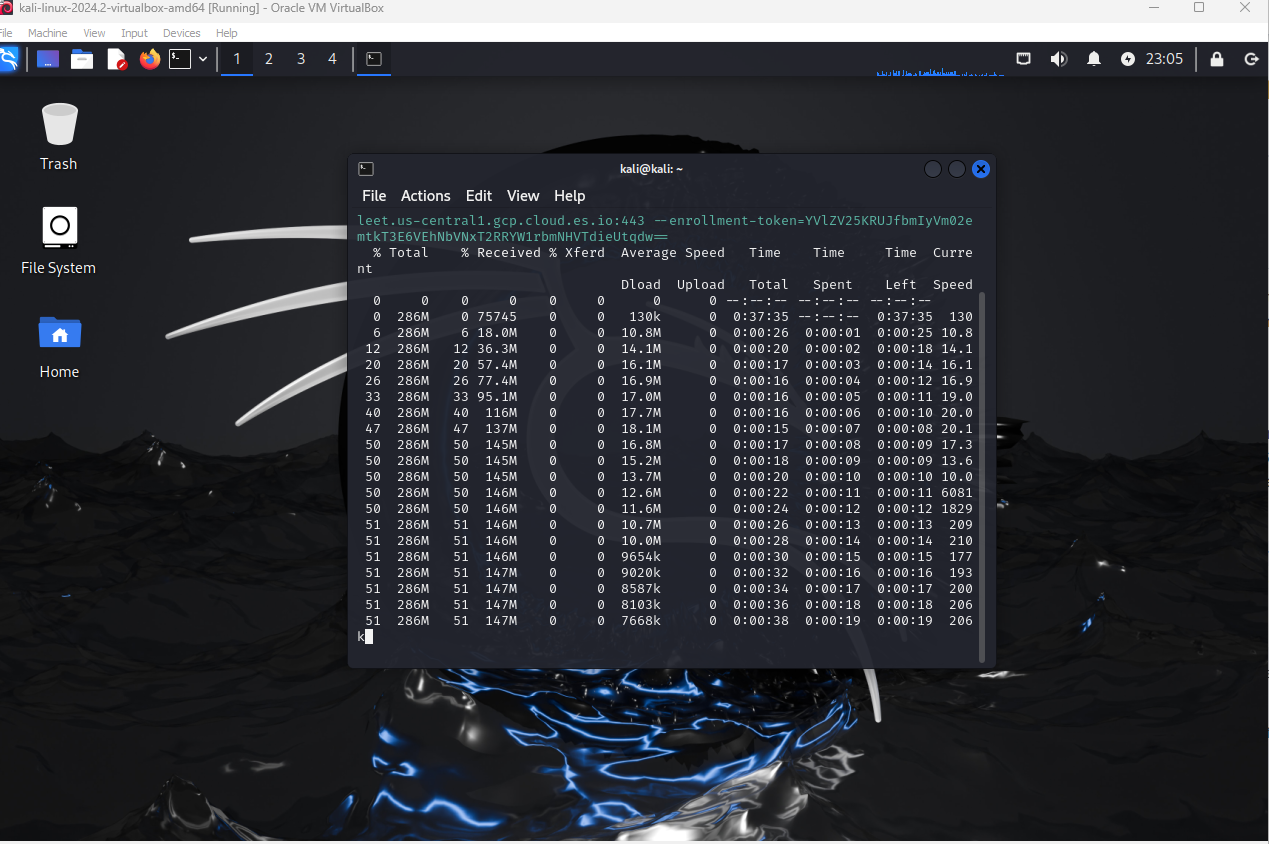 kali-linux-2024.2-virtualbox-amd64 [Running] - Oracle VM VirtualBox
File Machine View Input Devices Help
1 2 3 4 23:05
Trash
File System
Home
kali@kali: ~
File Actions Edit View Help
leet.us-central1.gcp.cloud.es.io:443 --enrollment-token=YVlZV25KRUJfbmIyVm02e
mtkT3E6VEhNbVNxT2RRYW1rbmNHVTdieUtqdw==
% Total % Received % Xferd Average Speed Time Time Time Curre
nt
Dload Upload Total Spent Left Speed
0 0 0 0 0 0 0 0 --:--:-- --:--:-- --:--:--
0 286M 0 75745 0 0 130k 0 0:37:35 --:--:-- 0:37:35 130
6 286M 6 18.0M 0 0 10.8M 0 0:00:26 0:00:01 0:00:25 10.8
12 286M 12 36.3M 0 0 14.1M 0 0:00:20 0:00:02 0:00:18 14.1
20 286M 20 57.4M 0 0 16.1M 0 0:00:17 0:00:03 0:00:14 16.1
26 286M 26 77.4M 0 0 16.9M 0 0:00:16 0:00:04 0:00:12 16.9
33 286M 33 95.1M 0 0 17.0M 0 0:00:16 0:00:05 0:00:11 19.0
40 286M 40 116M 0 0 17.7M 0 0:00:16 0:00:06 0:00:10 20.0
47 286M 47 137M 0 0 18.1M 0 0:00:15 0:00:07 0:00:08 20.1
50 286M 50 145M 0 0 16.8M 0 0:00:17 0:00:08 0:00:09 17.3
50 286M 50 145M 0 0 15.2M 0 0:00:18 0:00:09 0:00:09 13.6
50 286M 50 145M 0 0 13.7M 0 0:00:20 0:00:10 0:00:10 10.0
50 286M 50 146M 0 0 12.6M 0 0:00:22 0:00:11 0:00:11 6081
50 286M 50 146M 0 0 11.6M 0 0:00:24 0:00:12 0:00:12 1829
51 286M 51 146M 0 0 10.7M 0 0:00:26 0:00:13 0:00:13 209
51 286M 51 146M 0 0 10.0M 0 0:00:28 0:00:14 0:00:14 210
51 286M 51 146M 0 0 9654k 0 0:00:30 0:00:15 0:00:15 177
51 286M 51 147M 0 0 9020k 0 0:00:32 0:00:16 0:00:16 193
51 286M 51 147M 0 0 8587k 0 0:00:34 0:00:17 0:00:17 200
51 286M 51 147M 0 0 8103k 0 0:00:36 0:00:18 0:00:18 206
51 286M 51 147M 0 0 7668k 0 0:00:38 0:00:19 0:00:19 206
k